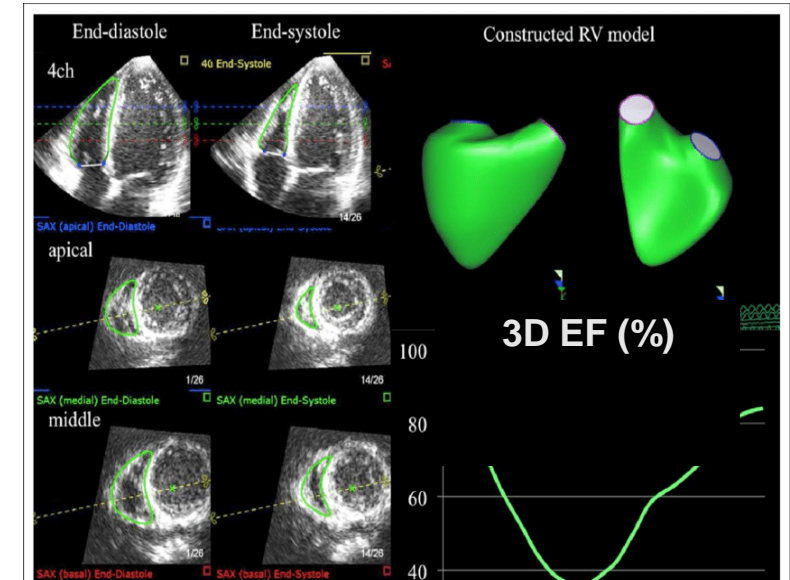 End-diastole End-systole Constructed RV model
4ch
End-Systole
SAX (apical) End-Diastole
14/26
apical
1/26 14/26
SAX (medial) End-Diastole SAX (medial) End-Systole
middle
1/26 14/26
SAX (basal) End-Diastole SAX (basal) End-Systole
3D EF (%)
100
80
60
40